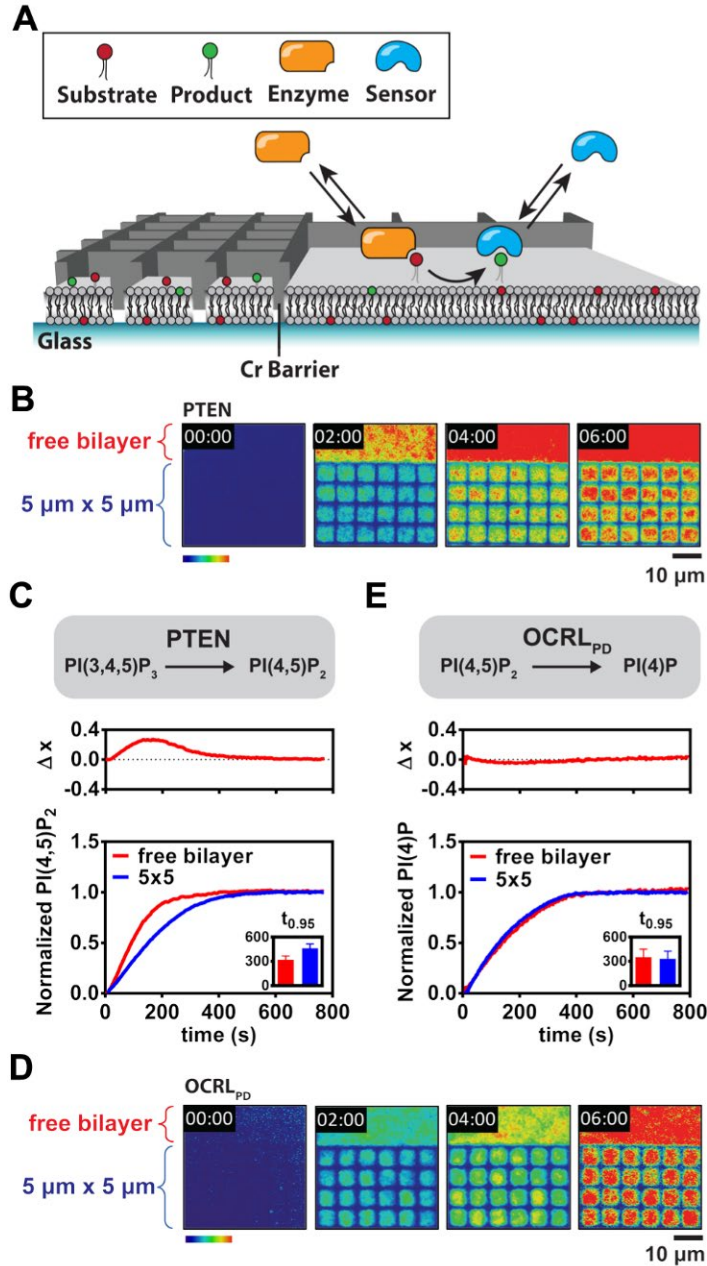 A
Substrate Product Enzyme Sensor
Glass
Cr Barrier
B
PTEN
free bilayer
5 µm x 5 µm
00:00 02:00 04:00 06:00
10 µm
C
PTEN
PI(3,4,5)P3 PI(4,5)P2
Δ x
0.4
0.0
-0.4
Normalized PI(4,5)P2
1.5
1.0
0.5
0.0
free bilayer
5x5
t0.95
600
300
0
0 200 400 600 800
time (s)
E
OCRLPD
PI(4,5)P2 PI(4)P
Δ x
0.4
0.0
-0.4
Normalized PI(4)P
1.5
1.0
0.5
0.0
free bilayer
5x5
t0.95
600
300
0
0 200 400 600 800
time (s)
D
OCRLPD
free bilayer
5 µm x 5 µm
00:00 02:00 04:00 06:00
10 µm